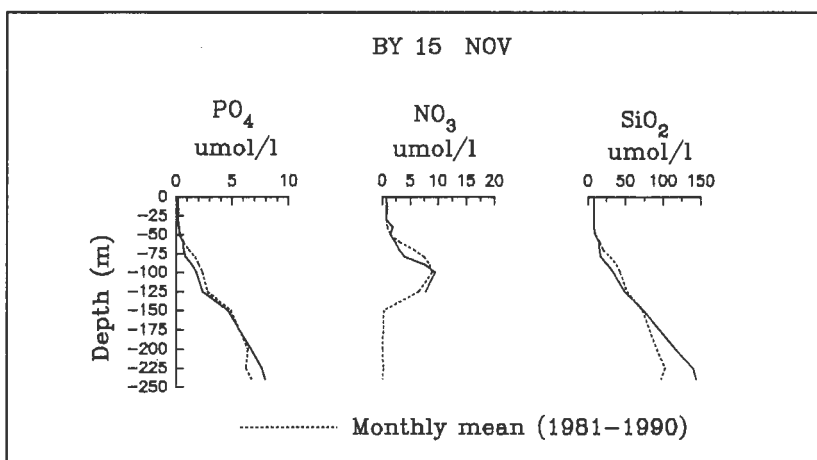 BY 15 NOV
PO4 NO3 SiO2
umol/l umol/l umol/l
0 5 10 0 5 10 15 20 0 50 100 150
0
-25
-50
-75
-100
-125
-150
-175
-200
-225
-250
Depth (m)
Monthly mean (1981-1990)